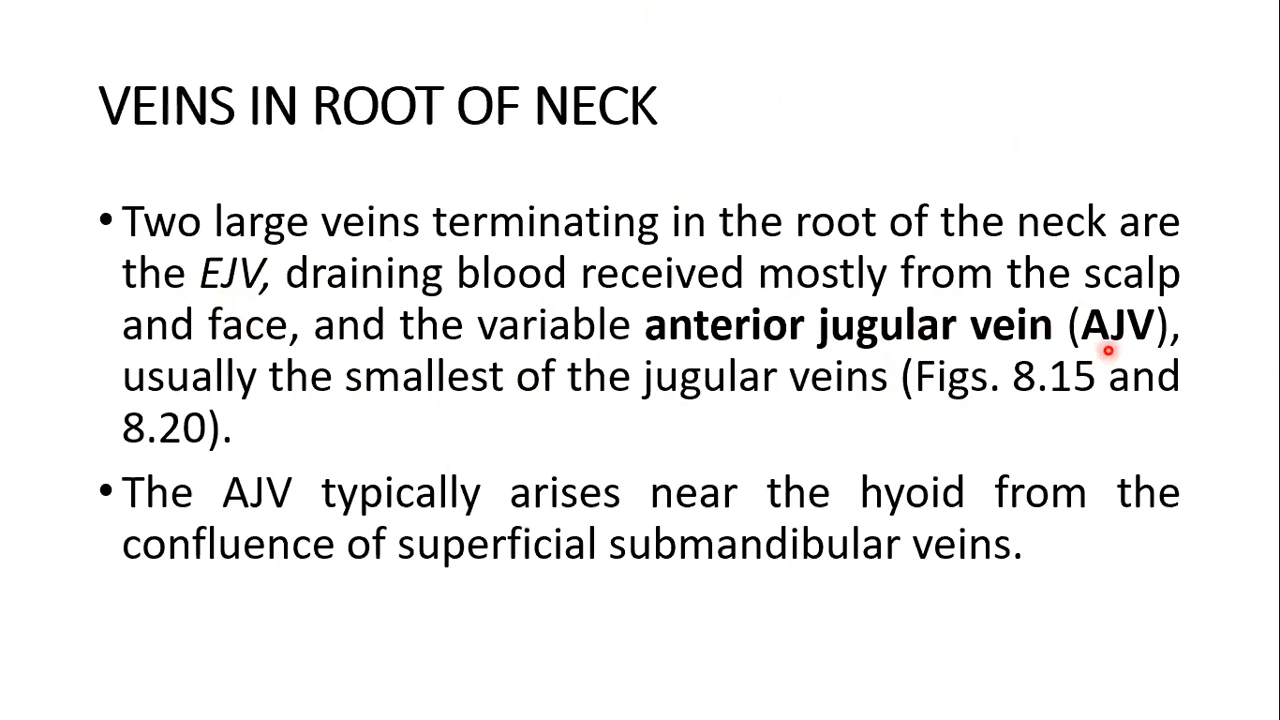 VEINS IN ROOT OF NECK
•Two large veins terminating in the root of the neck are
the EJV, draining blood received mostly from the scalp
and face, and the variable anterior jugular vein (AJV),
usually the smallest of the jugular veins (Figs. 8.15 and
8.20).
•The AJV typically arises near the hyoid from the
confluence of superficial submandibular veins.